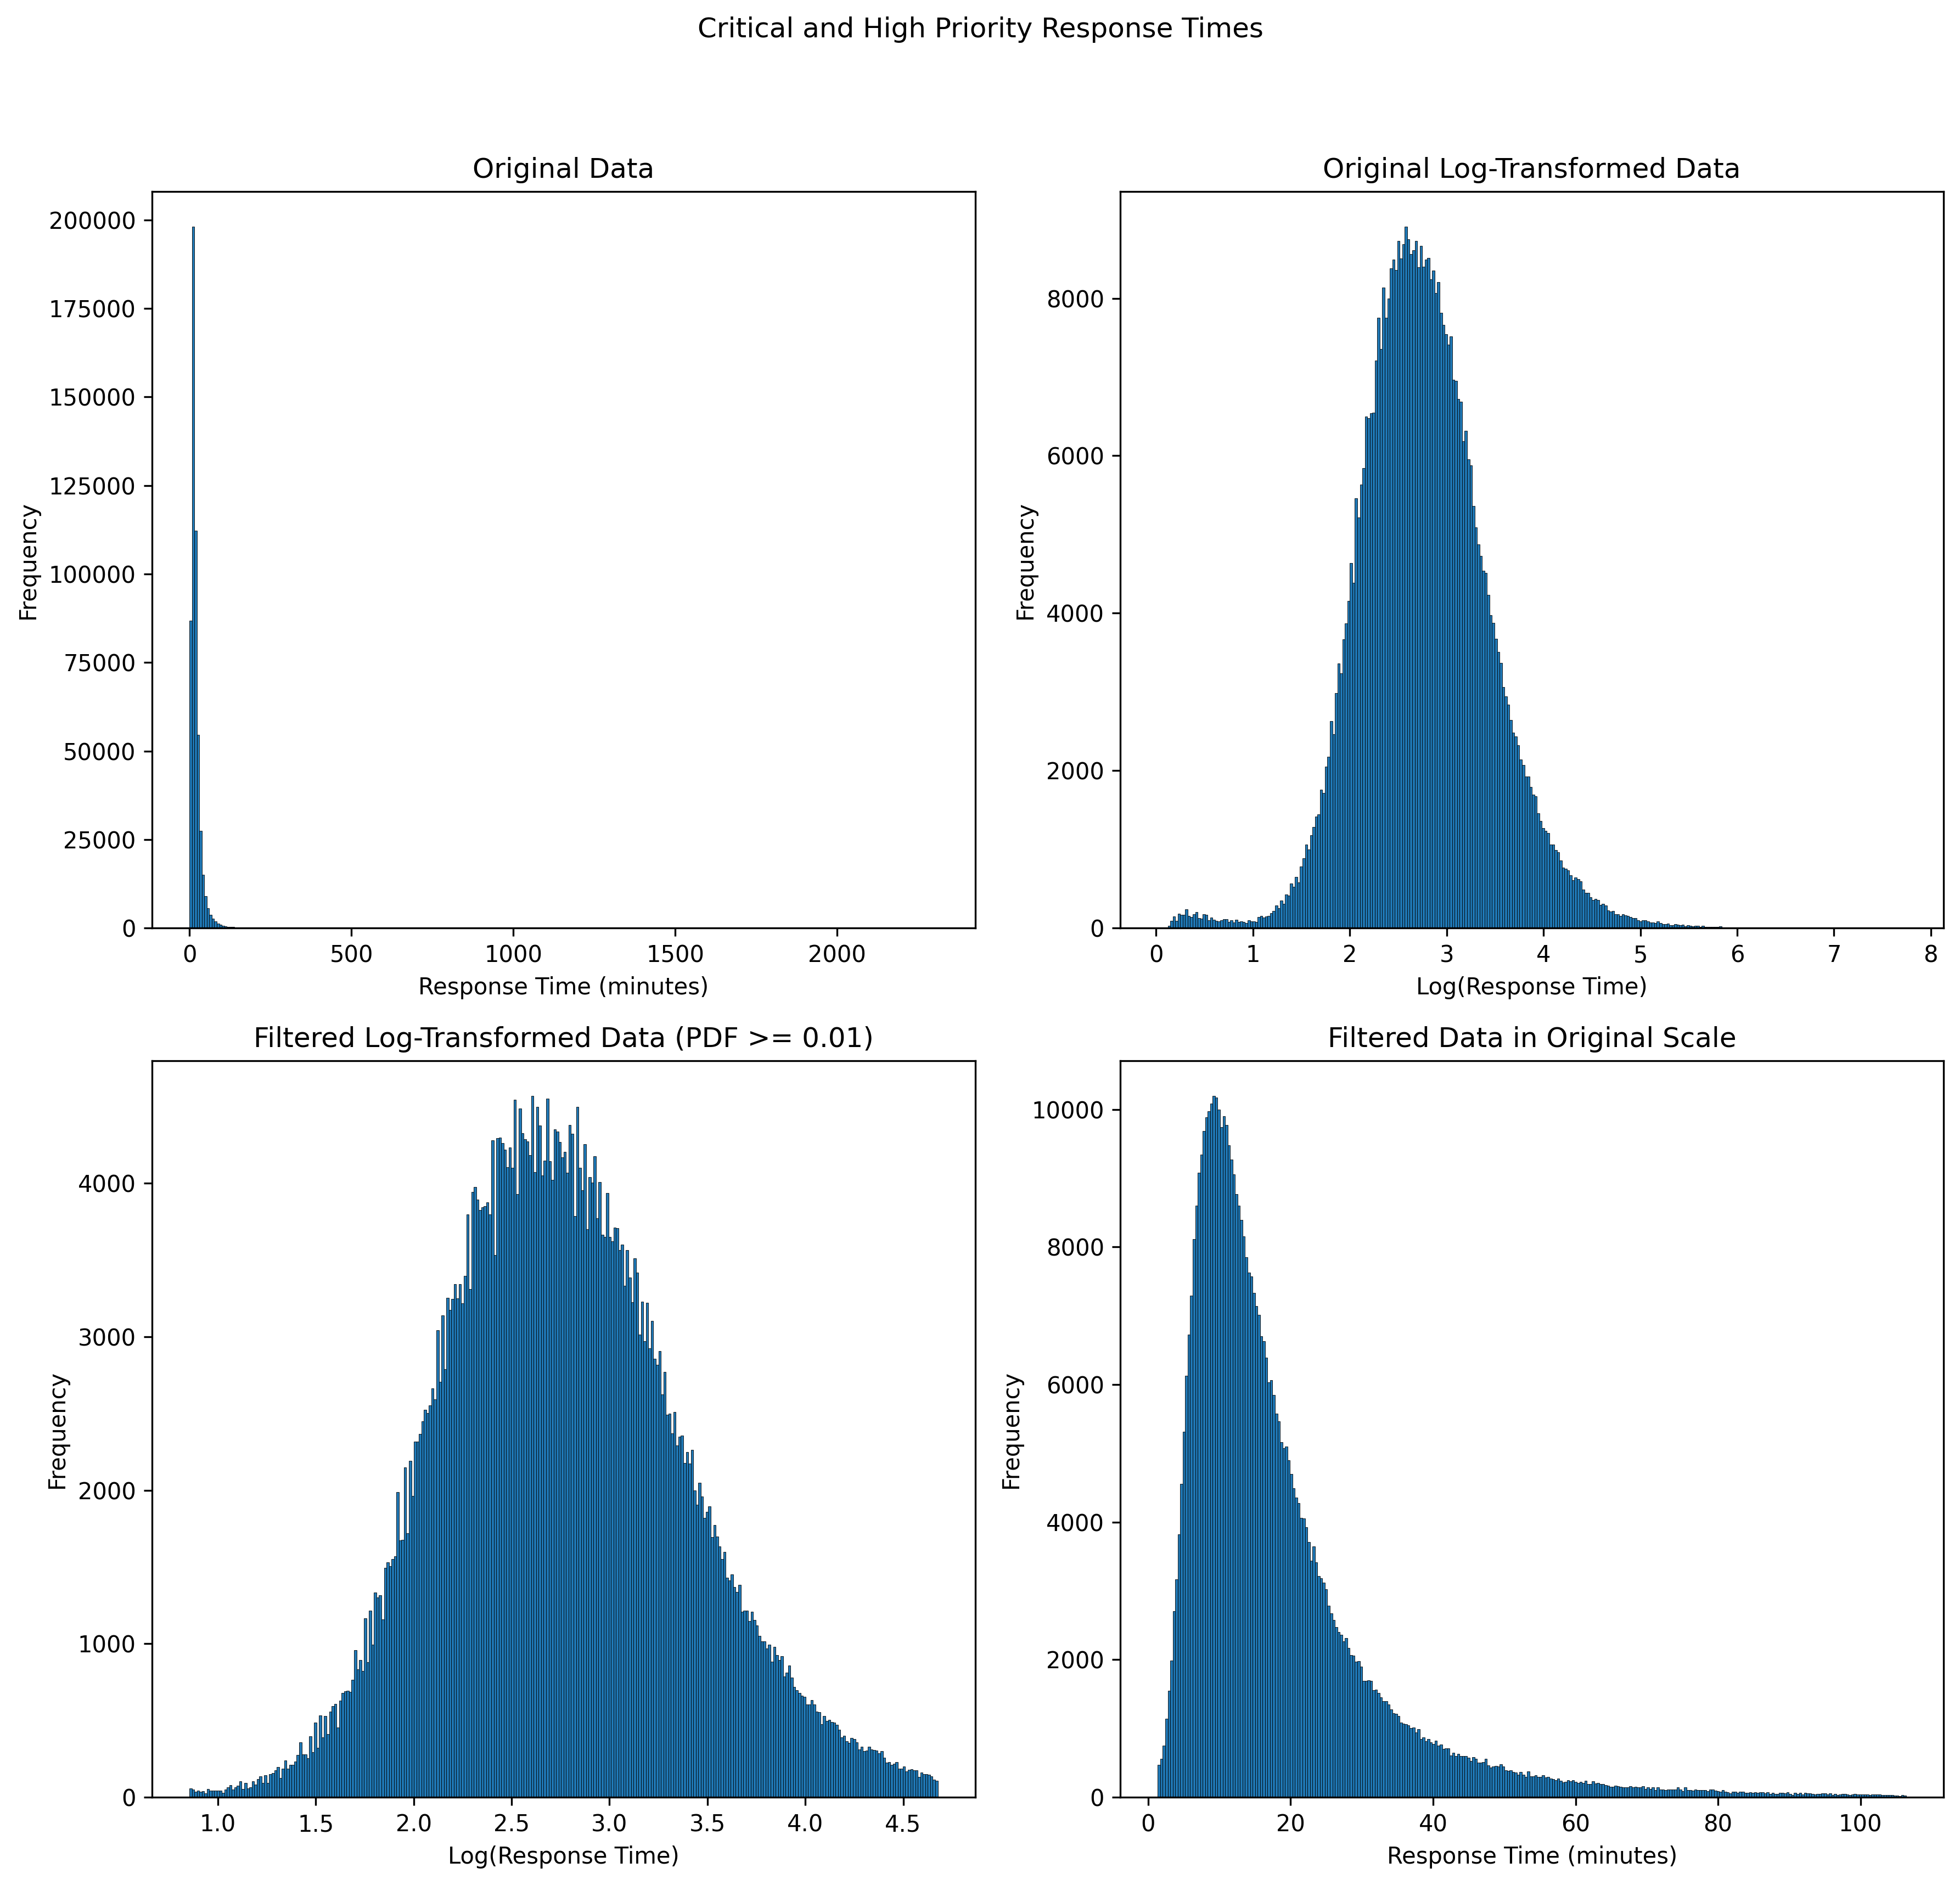 Critical and High Priority Response Times
Original Data
Frequency
200000
175000
150000
125000
100000
75000
50000
25000
0
0 500 1000 1500 2000
Response Time (minutes)
Original Log-Transformed Data
Frequency
8000
6000
4000
2000
0
0 1 2 3 4 5 6 7 8
Log(Response Time)
Filtered Log-Transformed Data (PDF >= 0.01)
Frequency
4000
3000
2000
1000
0
1.0 1.5 2.0 2.5 3.0 3.5 4.0 4.5
Log(Response Time)
Filtered Data in Original Scale
Frequency
10000
8000
6000
4000
2000
0
0 20 40 60 80 100
Response Time (minutes)